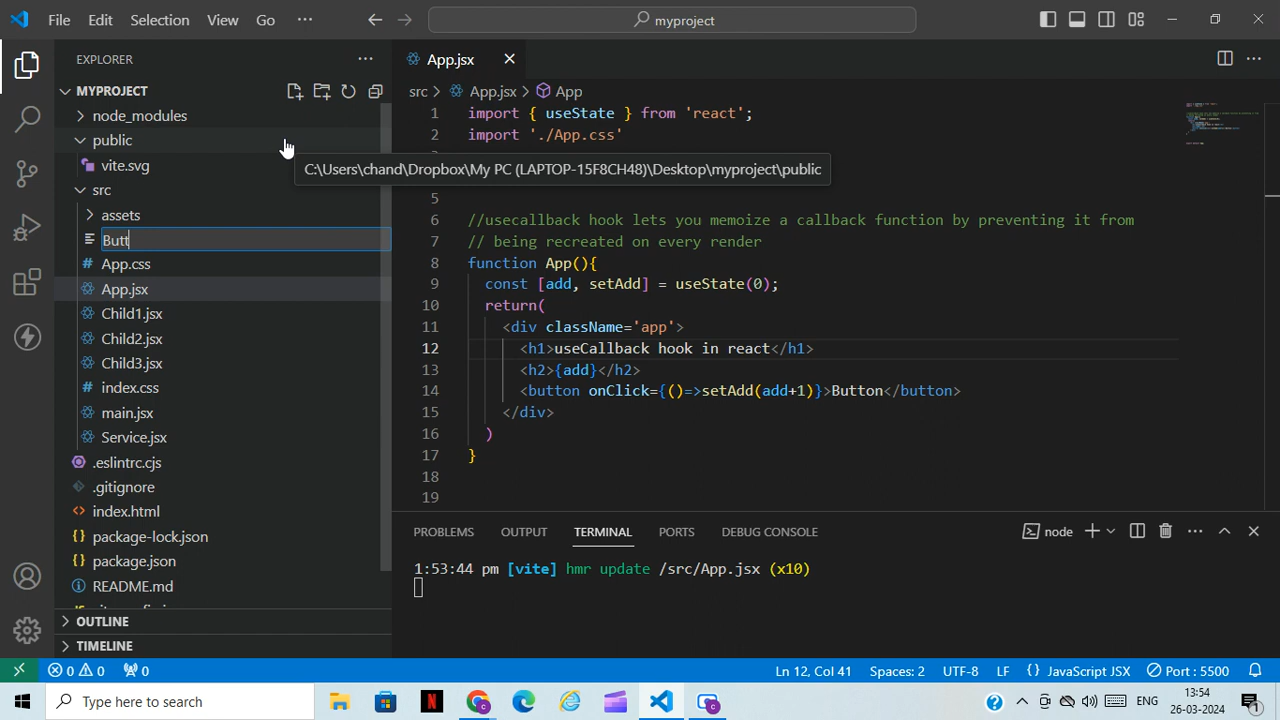 File Edit Selection View Go ··· myproject
EXPLORER ···
MYPROJECT
node_modules
public
vite.svg
src
assets
Butt
App.css
App.jsx
Child1.jsx
Child2.jsx
Child3.jsx
index.css
main.jsx
Service.jsx
.eslintrc.cjs
.gitignore
index.html
package-lock.json
package.json
README.md
OUTLINE
TIMELINE
App.jsx
src > App.jsx > App
1 import { useState } from 'react';
2 import './App.css'
C:\Users\chand\Dropbox\My PC (LAPTOP-15F8CH48)\Desktop\myproject\public
5
6 //usecallback hook lets you memoize a callback function by preventing it from
7 // being recreated on every render
8 function App(){
9 const [add, setAdd] = useState(0);
10 return(
11 <div className='app'>
12 <h1>useCallback hook in react</h1>
13 <h2>{add}</h2>
14 <button onClick={()=>setAdd(add+1)}>Button</button>
15 </div>
16 )
17 }
18
19
PROBLEMS OUTPUT TERMINAL PORTS DEBUG CONSOLE node
1:53:44 pm [vite] hmr update /src/App.jsx (x10)
0 0 0 Ln 12, Col 41 Spaces: 2 UTF-8 LF {} JavaScript JSX Port : 5500
Type here to search ENG 13:54
26-03-2024 1